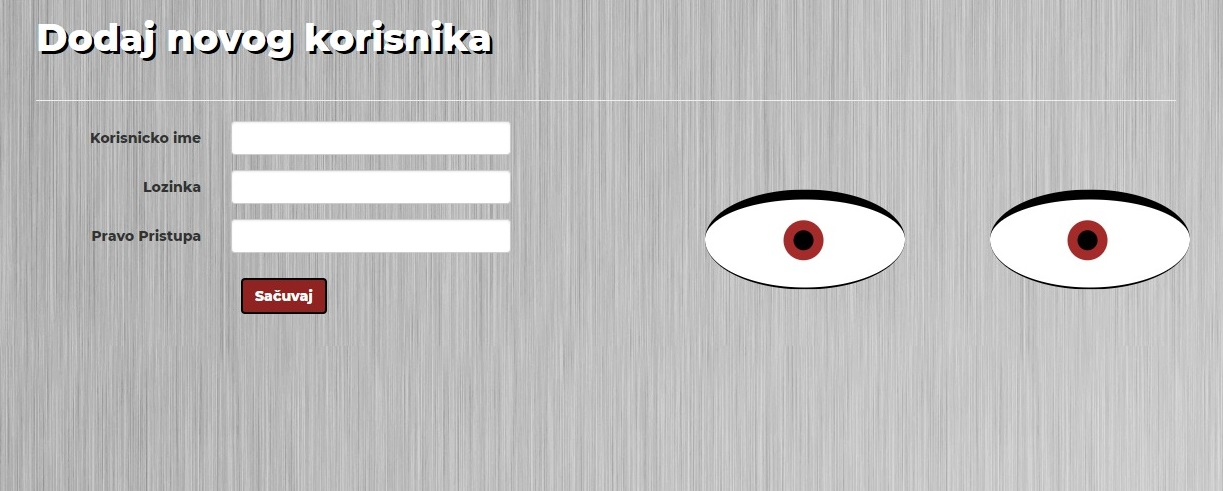 Dodaj novog korisnika
Korisnicko ime
Lozinka
Pravo Pristupa
Sačuvaj